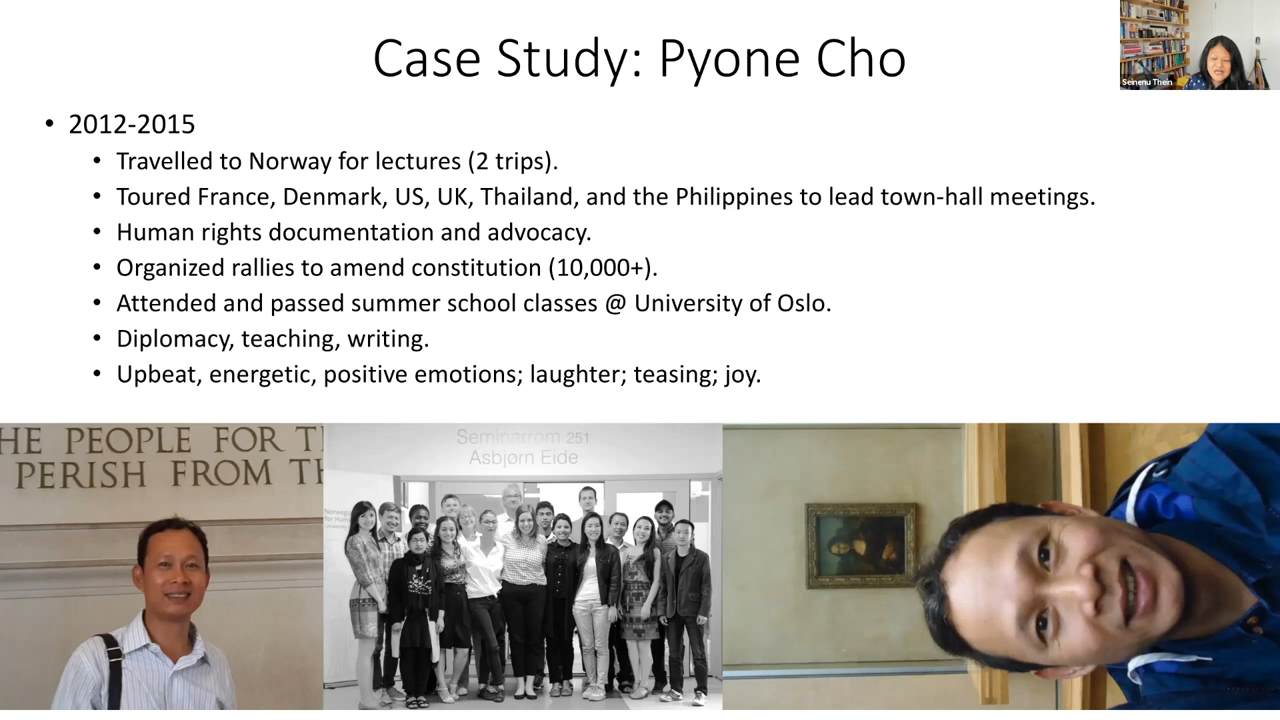 Case Study: Pyone Cho
Seinenu Thein
• 2012-2015
• Travelled to Norway for lectures (2 trips).
• Toured France, Denmark, US, UK, Thailand, and the Philippines to lead town-hall meetings.
• Human rights documentation and advocacy.
• Organized rallies to amend constitution (10,000+).
• Attended and passed summer school classes @ University of Oslo.
• Diplomacy, teaching, writing.
• Upbeat, energetic, positive emotions; laughter; teasing; joy.
HE PEOPLE FOR T
PERISH FROM TH
Seminarrom 251
Asbjørn Eide